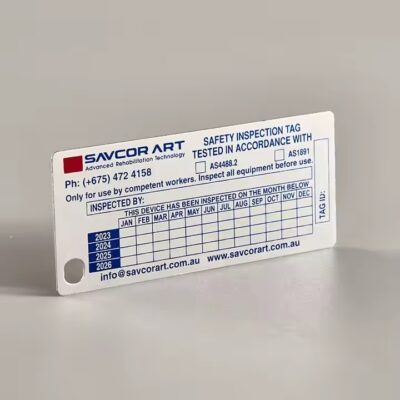 SAVCOR ART
Advanced Rehabilitation Technology
Ph: (+675) 472 4158
SAFETY INSPECTION TAG
TESTED IN ACCORDANCE WITH
AS4488.2 AS1891
Only for use by competent workers. Inspect all equipment before use.
INSPECTED BY:
THIS DEVICE HAS BEEN INSPECTED ON THE MONTH BELOW
JAN FEB MAR APR MAY JUN JUL AUG SEP OCT NOV DEC
2023
2024
2025
2026
TAG ID:
info@savcorart.com.au www.savcorart.com.au